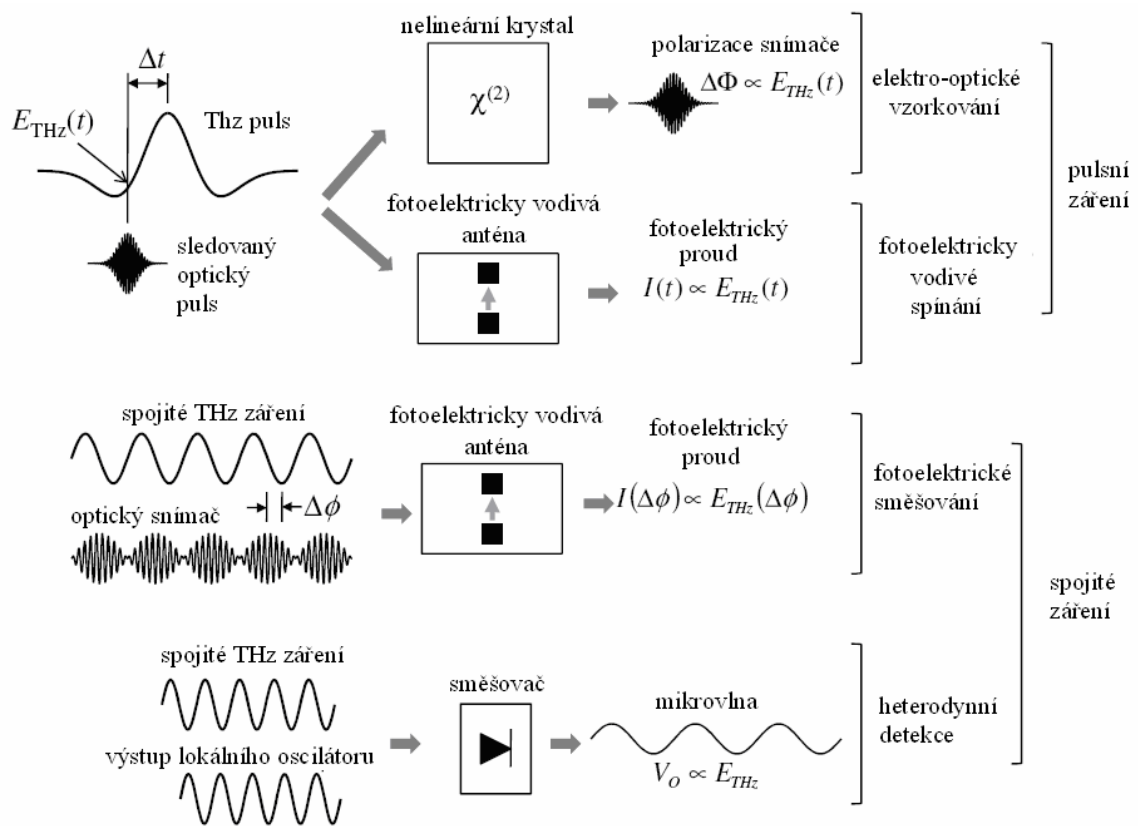 nelineární krystal
Δt
E_THz(t)
Thz puls
sledovaný
optický
puls
χ^(2)
polarizace snímače
ΔΦ ∝ E_THz(t)
elektro-optické
vzorkování
fotoelektricky vodivá
anténa
fotoelektrický
proud
I(t) ∝ E_THz(t)
fotoelektricky
vodivé
spínání
pulsní
záření
spojité THz záření
optický snímač
Δϕ
fotoelektricky vodivá
anténa
fotoelektrický
proud
I(Δϕ) ∝ E_THz(Δϕ)
fotoelektrické
směšování
spojité THz záření
výstup lokálního oscilátoru
směšovač
mikrovlna
V_O ∝ E_THz
heterodynní
detekce
spojité
záření